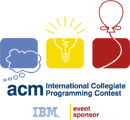 acm International Collegiate
Programming Contest
IBM. event
sponsor